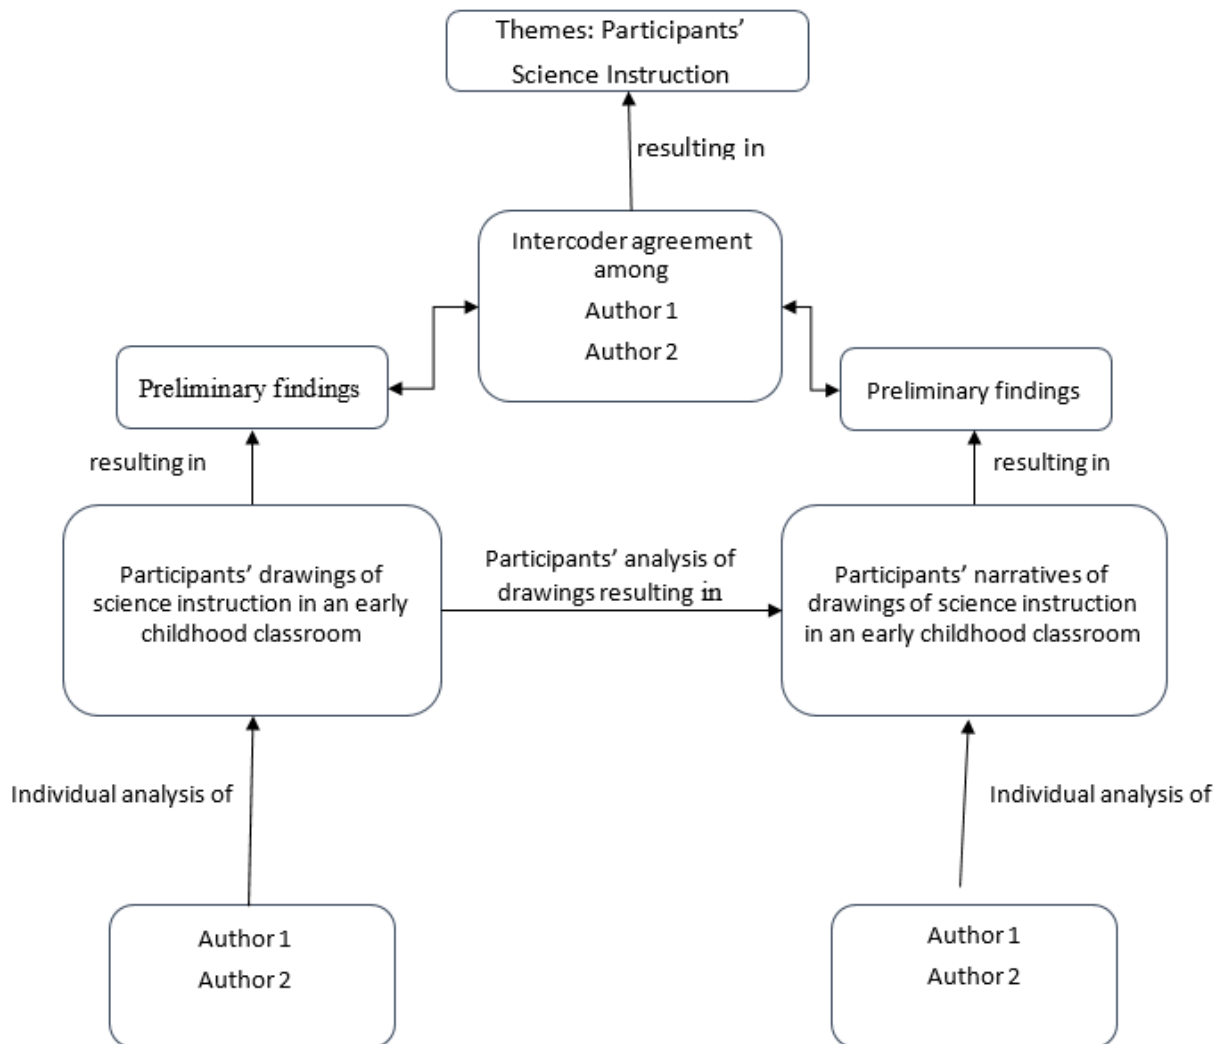 Themes: Participants’
Science Instruction
resulting in
Intercoder agreement
among
Author 1
Author 2
Preliminary findings
Preliminary findings
resulting in
resulting in
Participants’ drawings of
science instruction in an early
childhood classroom
Participants’ analysis of
drawings resulting in
Participants’ narratives of
drawings of science instruction
in an early childhood classroom
Individual analysis of
Individual analysis of
Author 1
Author 2
Author 1
Author 2